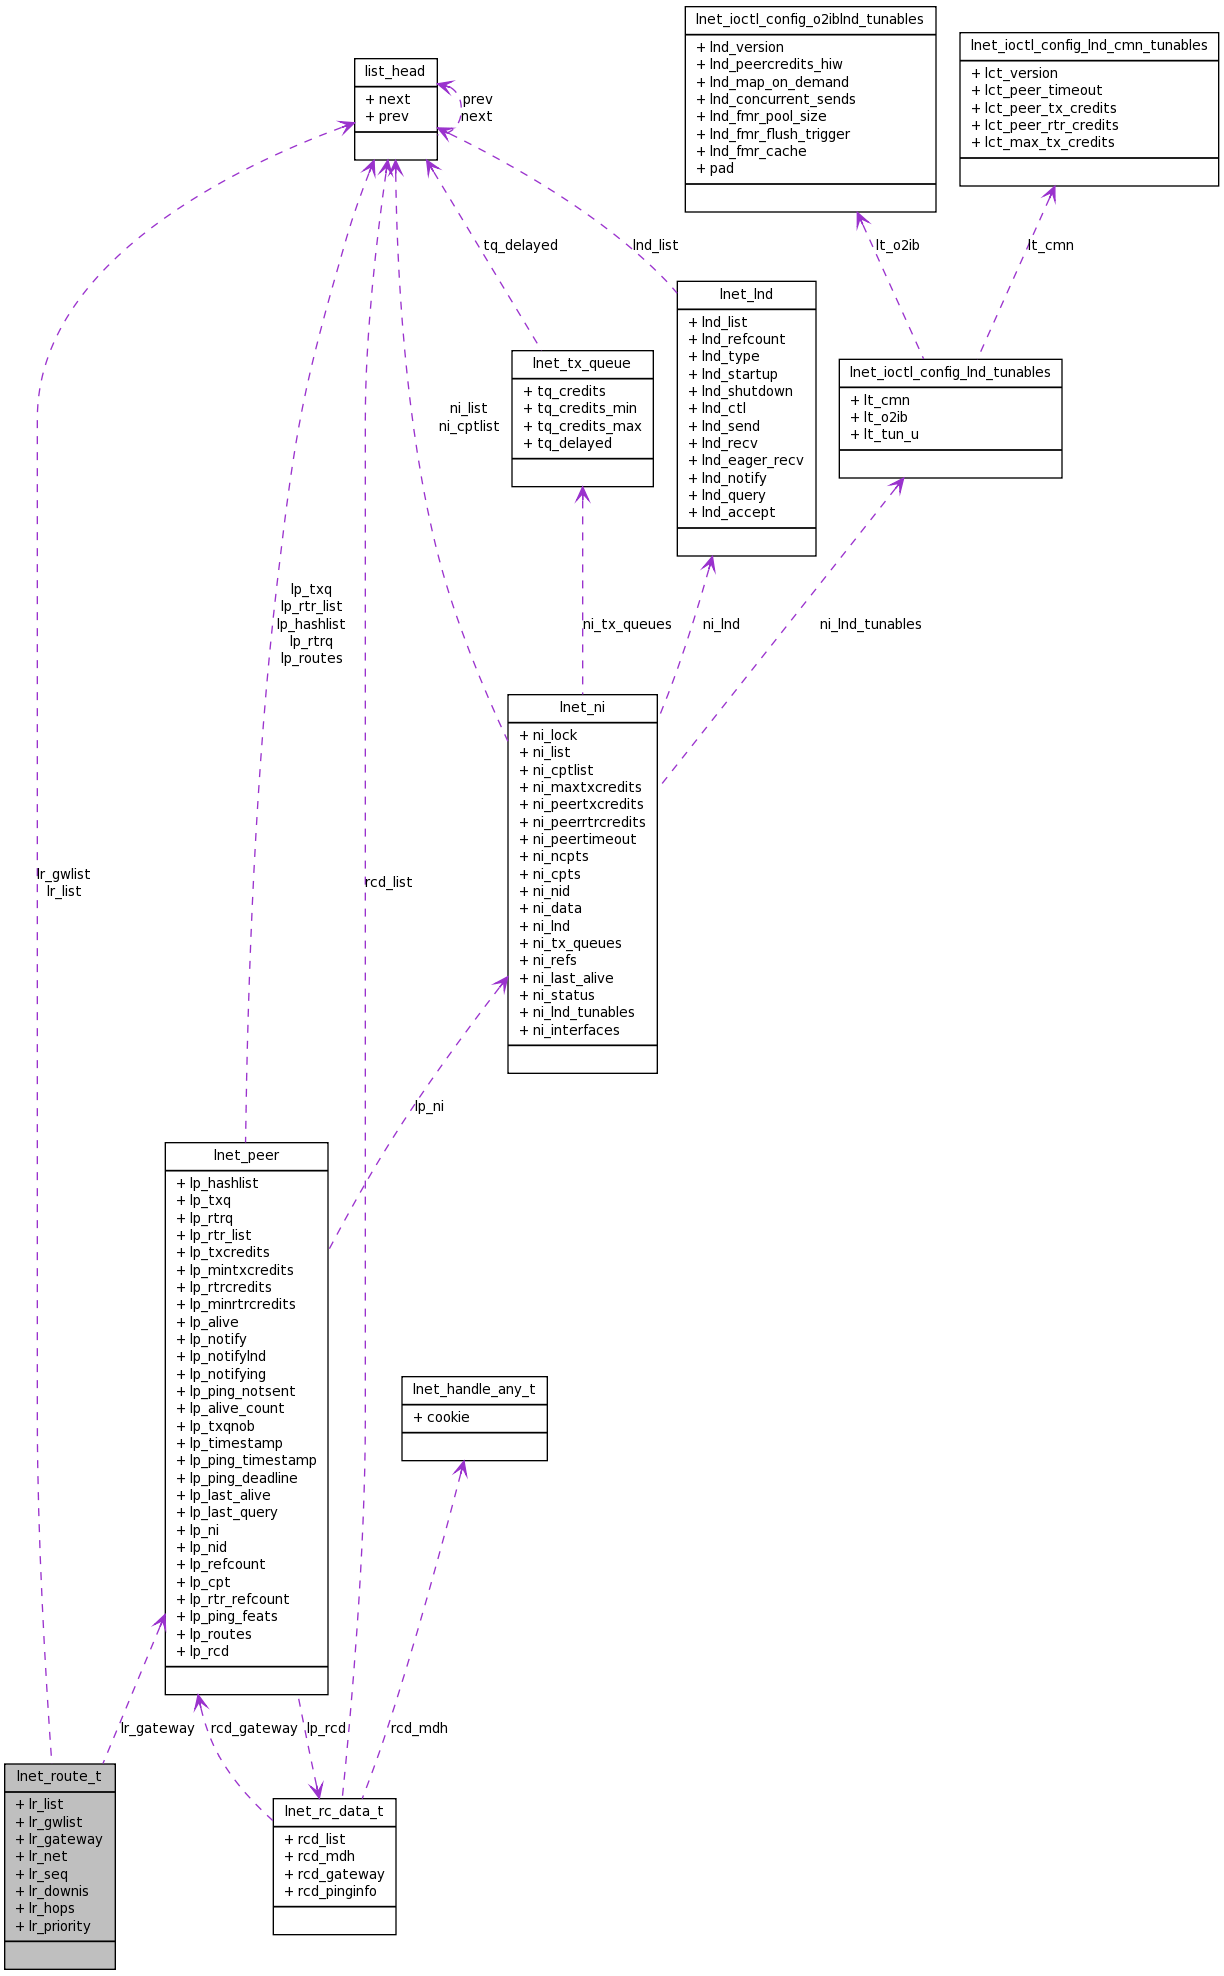 lnet_ioctl_config_o2iblnd_tunables
+ lnd_version
+ lnd_peercredits_hiw
+ lnd_map_on_demand
+ lnd_concurrent_sends
+ lnd_fmr_pool_size
+ lnd_fmr_flush_trigger
+ lnd_fmr_cache
+ pad
lnet_ioctl_config_lnd_cmn_tunables
+ lct_version
+ lct_peer_timeout
+ lct_peer_tx_credits
+ lct_peer_rtr_credits
+ lct_max_tx_credits
list_head
+ next
+ prev
prev
next
tq_delayed
lnd_list
lt_o2ib
lt_cmn
lnet_lnd
+ lnd_list
+ lnd_refcount
+ lnd_type
+ lnd_startup
+ lnd_shutdown
+ lnd_ctl
+ lnd_send
+ lnd_recv
+ lnd_eager_recv
+ lnd_notify
+ lnd_query
+ lnd_accept
lnet_tx_queue
+ tq_credits
+ tq_credits_min
+ tq_credits_max
+ tq_delayed
lnet_ioctl_config_lnd_tunables
+ lt_cmn
+ lt_o2ib
+ lt_tun_u
ni_list
ni_cptlist
lp_txq
lp_rtr_list
lp_hashlist
lp_rtrq
lp_routes
ni_tx_queues
ni_lnd
ni_lnd_tunables
lnet_ni
+ ni_lock
+ ni_list
+ ni_cptlist
+ ni_maxtxcredits
+ ni_peertxcredits
+ ni_peerrtrcredits
+ ni_peertimeout
+ ni_ncpts
+ ni_cpts
+ ni_nid
+ ni_data
+ ni_lnd
+ ni_tx_queues
+ ni_refs
+ ni_last_alive
+ ni_status
+ ni_lnd_tunables
+ ni_interfaces
lr_gwlist
lr_list
rcd_list
lp_ni
lnet_peer
+ lp_hashlist
+ lp_txq
+ lp_rtrq
+ lp_rtr_list
+ lp_txcredits
+ lp_mintxcredits
+ lp_rtrcredits
+ lp_minrtrcredits
+ lp_alive
+ lp_notify
+ lp_notifylnd
+ lp_notifying
+ lp_ping_notsent
+ lp_alive_count
+ lp_txqnob
+ lp_timestamp
+ lp_ping_timestamp
+ lp_ping_deadline
+ lp_last_alive
+ lp_last_query
+ lp_ni
+ lp_nid
+ lp_refcount
+ lp_cpt
+ lp_rtr_refcount
+ lp_ping_feats
+ lp_routes
+ lp_rcd
lnet_handle_any_t
+ cookie
lr_gateway
rcd_gateway
lp_rcd
rcd_mdh
lnet_route_t
+ lr_list
+ lr_gwlist
+ lr_gateway
+ lr_net
+ lr_seq
+ lr_downis
+ lr_hops
+ lr_priority
lnet_rc_data_t
+ rcd_list
+ rcd_mdh
+ rcd_gateway
+ rcd_pinginfo